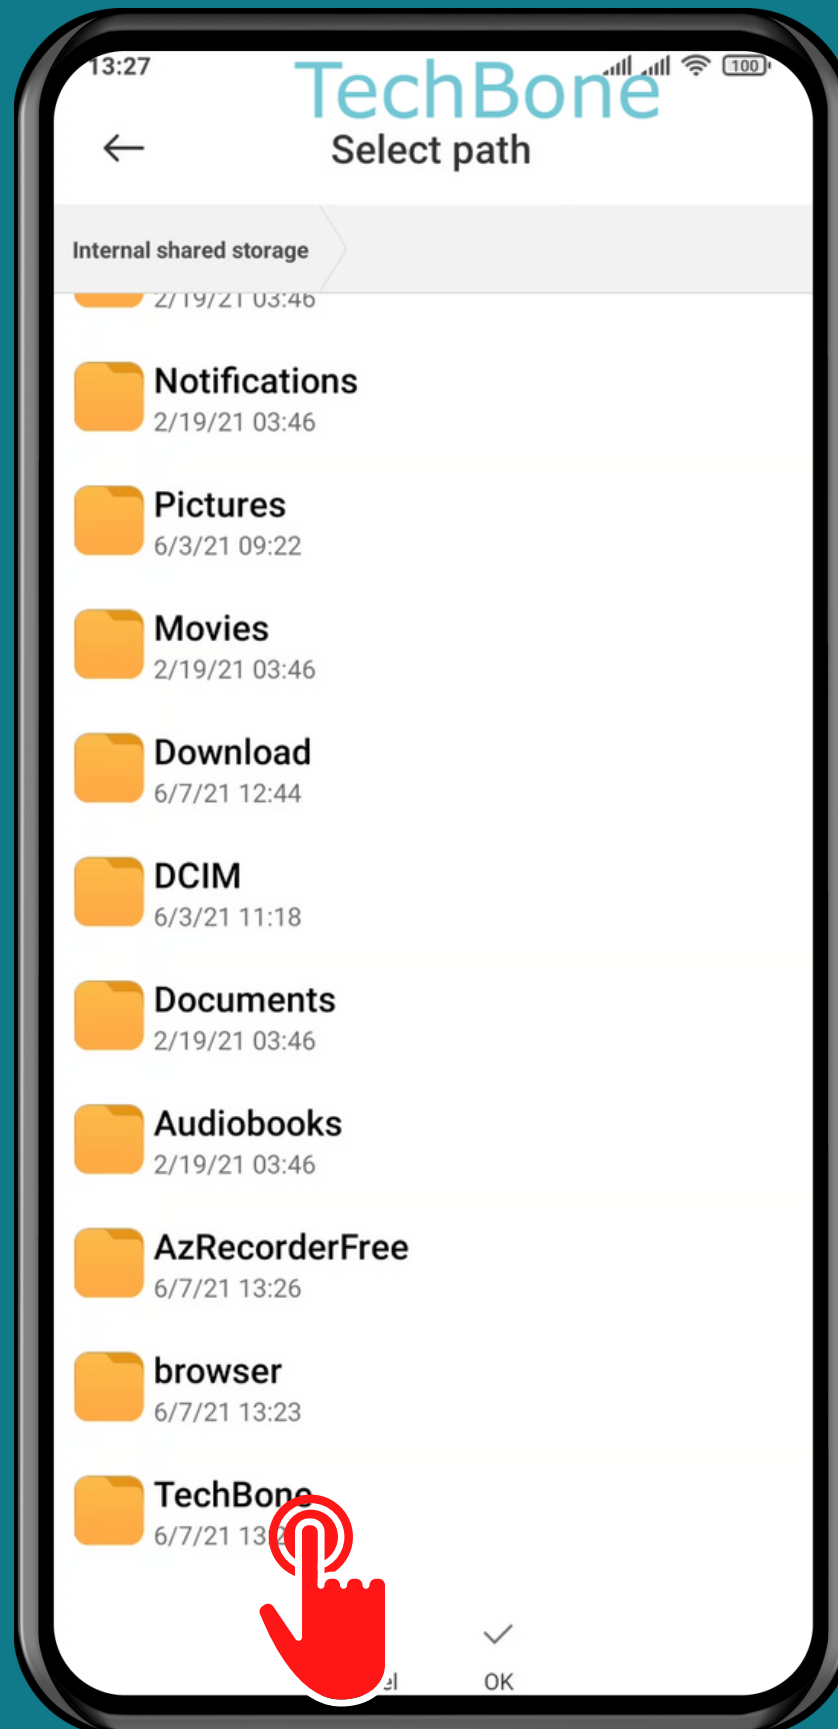 13:27
TechBone
100
Select path
Internal shared storage
2/19/21 03:46
Notifications
2/19/21 03:46
Pictures
6/3/21 09:22
Movies
2/19/21 03:46
Download
6/7/21 12:44
DCIM
6/3/21 11:18
Documents
2/19/21 03:46
Audiobooks
2/19/21 03:46
AzRecorderFree
6/7/21 13:26
browser
6/7/21 13:23
TechBone
6/7/21
OK